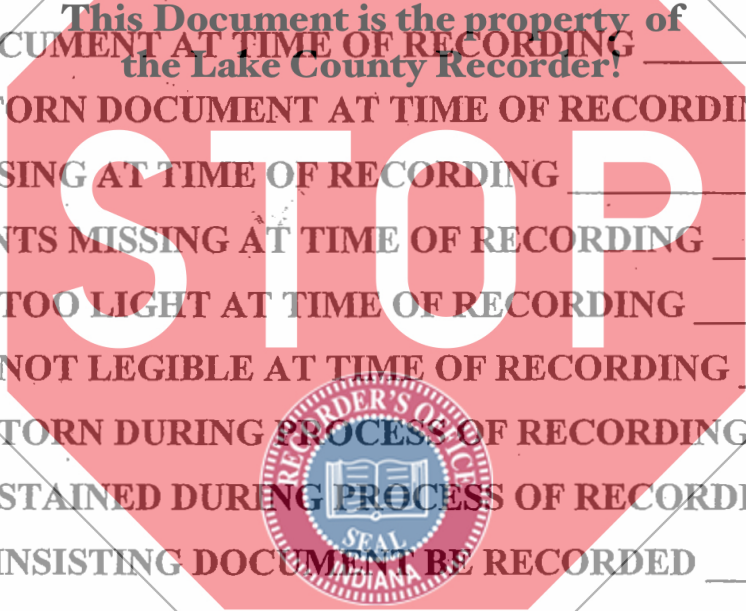 This Document is the property of
CUMENT AT TIME OF RECORDING
the Lake County Recorder!
TORN DOCUMENT AT TIME OF RECORDIN
SING AT TIME OF RECORDING
STOP
NTS MISSING AT TIME OF RECORDING
TOO LIGHT AT TIME OF RECORDING
NOT LEGIBLE AT TIME OF RECORDING
TORN DURING PROCESS OF RECORDING
STAINED DURING PROCESS OF RECORDI
INSISTING DOCUMENT BE RECORDED
RECORDER'S OFFICE
SEAL
INDIANA